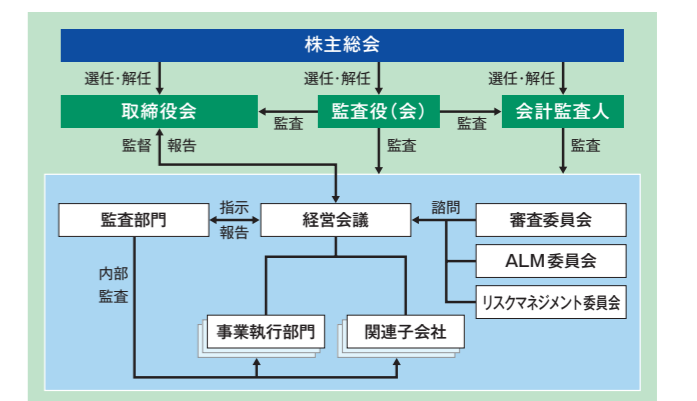 株主総会
選任・解任
選任・解任
選任・解任
取締役会
監査役（会）
会計監査人
監査
監査
監督
報告
監査
監査
監査部門
指示
報告
経営会議
諮問
審査委員会
ALM委員会
リスクマネジメント委員会
内部
監査
事業執行部門
関連子会社